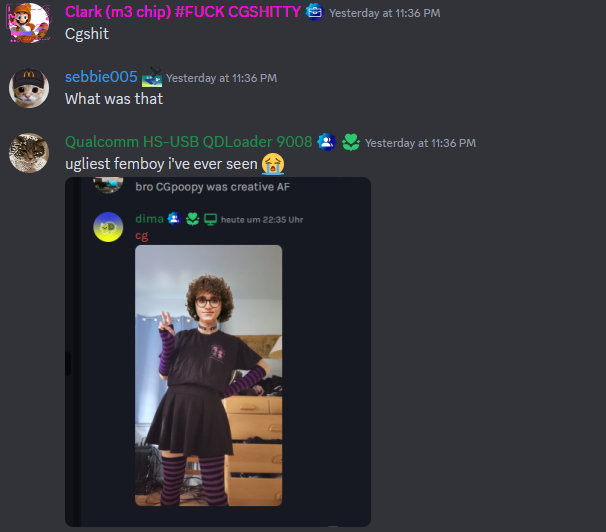 Clark (m3 chip) #FUCK CGSHITTY Yesterday at 11:36 PM
Cgshit
sebbie005 Yesterday at 11:36 PM
What was that
Qualcomm HS-USB QDLoader 9008 Yesterday at 11:36 PM
ugliest femboy i've ever seen 😭
bro CGpoopy was creative AF
dima heute um 22:35 Uhr
cg